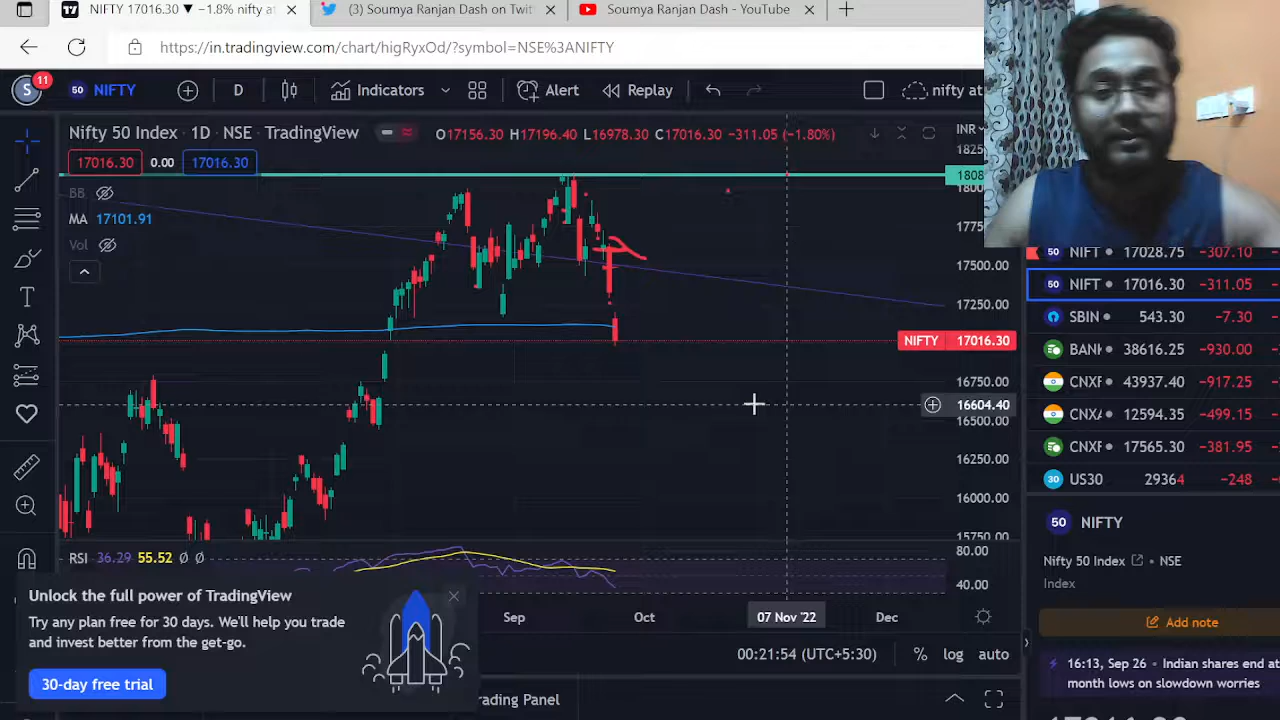 NIFTY 17016.30 ▼ −1.8% nifty at
(3) Soumya Ranjan Dash on Twit
Soumya Ranjan Dash - YouTube
https://in.tradingview.com/chart/higRyxOd/?symbol=NSE%3ANIFTY
S 11
50 NIFTY
D
Indicators
Alert
Replay
nifty at
Nifty 50 Index · 1D · NSE · TradingView
O17156.30 H17196.40 L16978.30 C17016.30 −311.05 (−1.80%)
INR
17016.30 0.00 17016.30
BB
MA 17101.91
Vol
1825
1808
18000
1775
17500.00
17250.00
NIFTY 17016.30
16750.00
16604.40
16500.00
16250.00
16000.00
15750.00
RSI 36.29 55.52 Ø Ø
80.00
40.00
Sep
Oct
07 Nov '22
Dec
00:21:54 (UTC+5:30)
%
log
auto
rading Panel
Unlock the full power of TradingView
Try any plan free for 30 days. We'll help you trade
and invest better from the get-go.
30-day free trial
50 NIFT 17028.75 −307.10
50 NIFT 17016.30 −311.05
SBIN 543.30 −7.30
BANK 38616.25 −930.00
CNXF 43937.40 −917.25
CNXA 12594.35 −499.15
CNXF 17565.30 −381.95
30 US30 29364 −248
50 NIFTY
Nifty 50 Index · NSE
Index
Add note
16:13, Sep 26 · Indian shares end at
month lows on slowdown worries